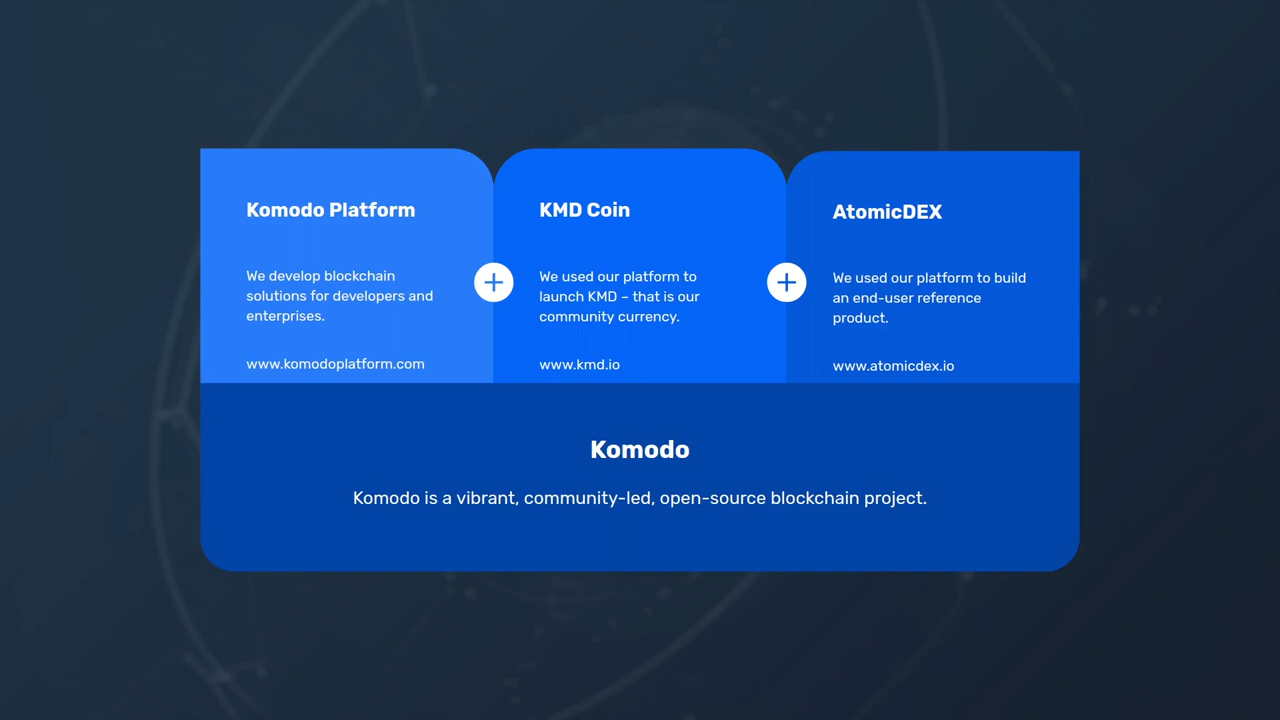 Komodo Platform
We develop blockchain
solutions for developers and
enterprises.
www.komodoplatform.com
KMD Coin
We used our platform to
launch KMD – that is our
community currency.
www.kmd.io
AtomicDEX
We used our platform to build
an end-user reference
product.
www.atomicdex.io
Komodo
Komodo is a vibrant, community-led, open-source blockchain project.